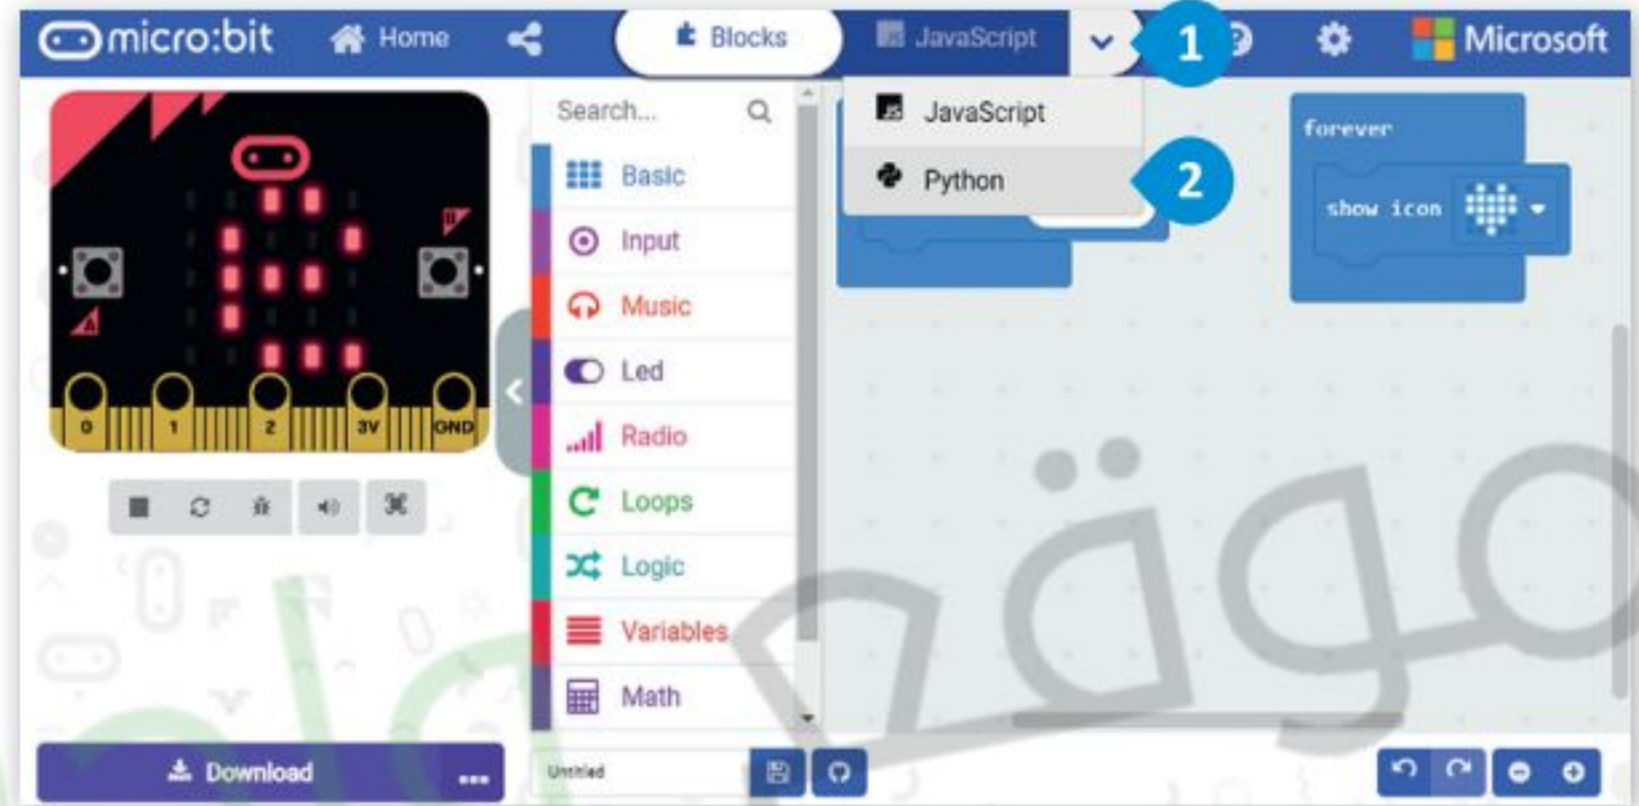 micro:bit Home Blocks JavaScript 1 Microsoft
JavaScript
Python 2
Search...
Basic
Input
Music
Led
Radio
Loops
Logic
Variables
Math
forever
show icon
B
A
0 1 2 3V GND
Download ...
Untitled
موقع